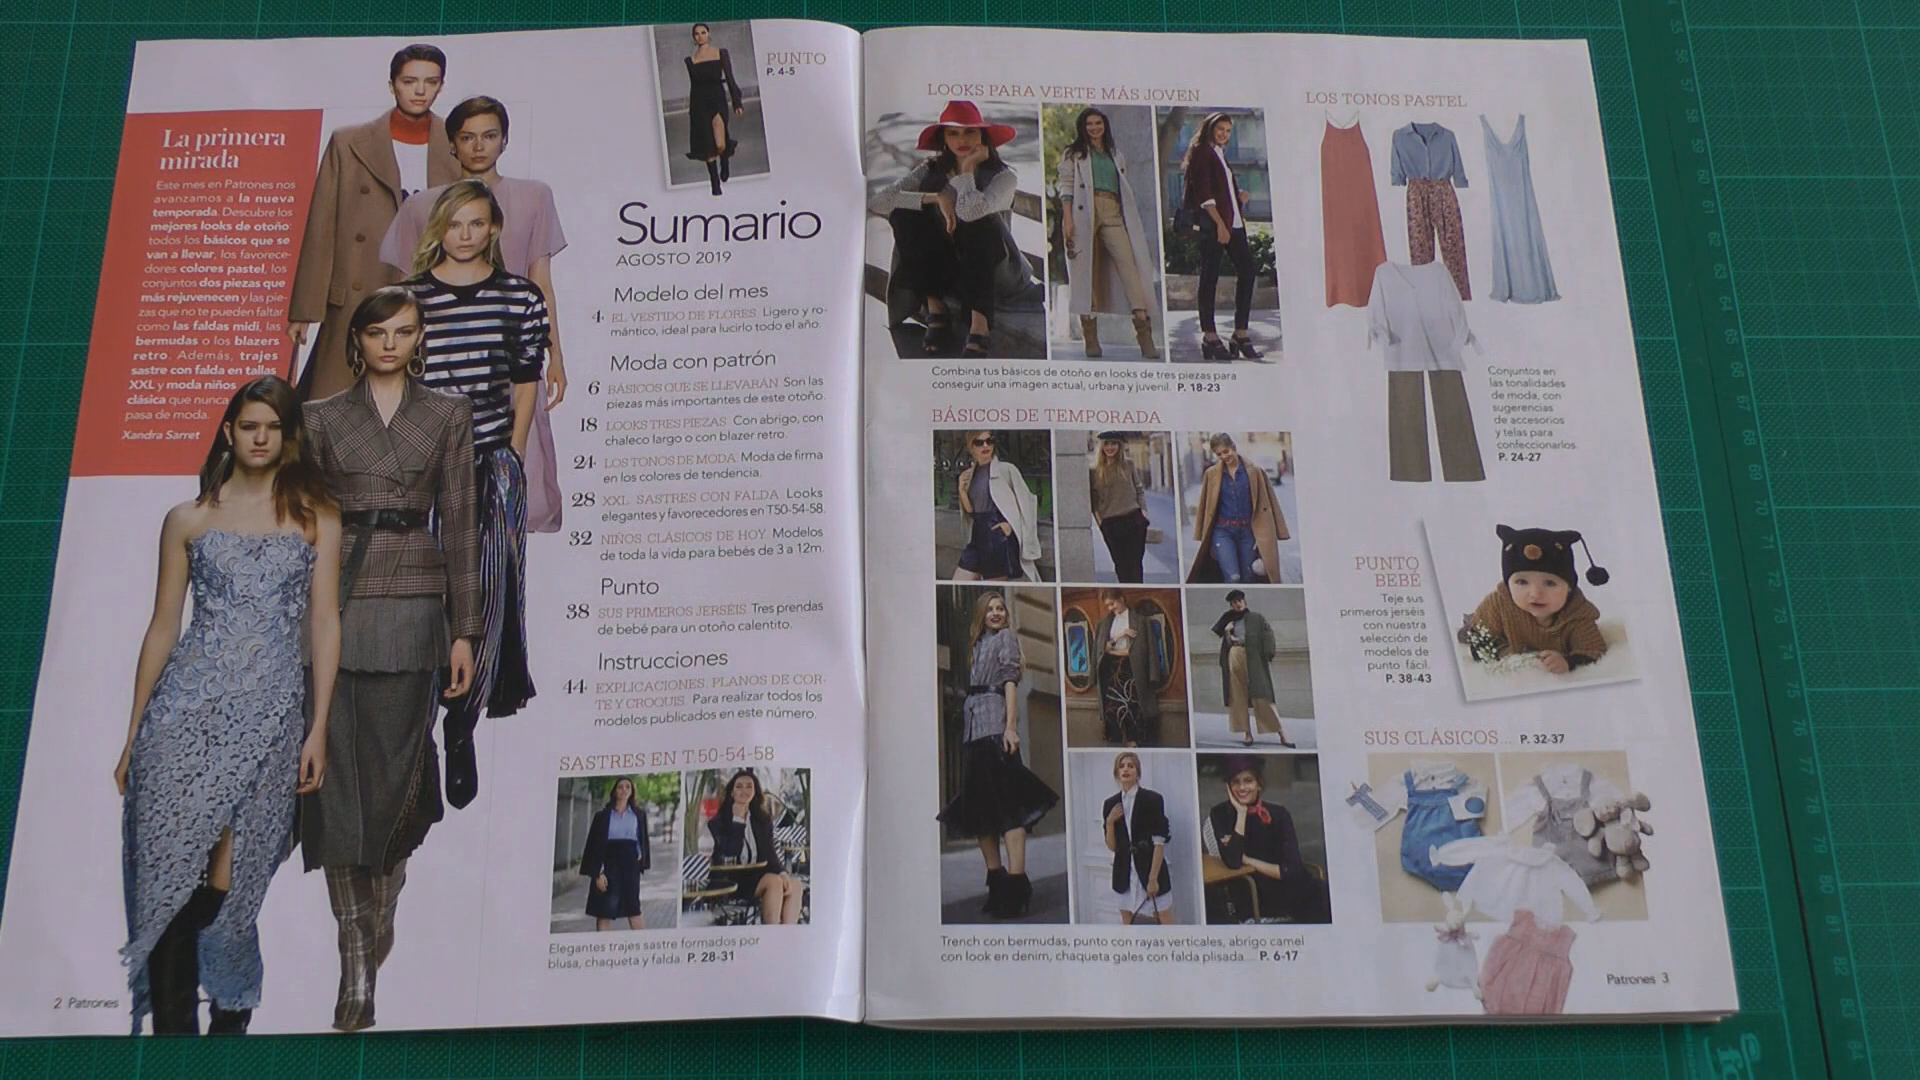 La primera
mirada
Este mes en Patrones nos
avanzamos a la nueva
temporada. Descubre los
mejores looks de otoño:
todos los básicos que se
van a llevar, los favorece-
dores colores pastel, los
conjuntos dos piezas que
más rejuvenecen y las pie-
zas que no te pueden faltar
como las faldas midi, las
bermudas o los blazers
retro. Además, trajes
sastre con falda en tallas
XXL y moda niños
clásica que nunca
pasa de moda.
Xandra Sarret
2 Patrones
PUNTO
P. 4-5
Sumario
AGOSTO 2019
Modelo del mes
4 EL VESTIDO DE FLORES. Ligero y ro-
mántico, ideal para lucirlo todo el año.
Moda con patrón
6 BÁSICOS QUE SE LLEVARÁN. Son las
piezas más importantes de este otoño.
18 LOOKS TRES PIEZAS. Con abrigo, con
chaleco largo o con blazer retro.
24 LOS TONOS DE MODA. Moda de firma
en los colores de tendencia.
28 XXL. SASTRES CON FALDA. Looks
elegantes y favorecedores en T50-54-58.
32 NIÑOS. CLÁSICOS DE HOY. Modelos
de toda la vida para bebés de 3 a 12m.
Punto
38 SUS PRIMEROS JERSÉIS. Tres prendas
de bebé para un otoño calentito.
Instrucciones
44 EXPLICACIONES, PLANOS DE COR-
TE Y CROQUIS. Para realizar todos los
modelos publicados en este número.
SASTRES EN T.50-54-58
Elegantes trajes sastre formados por
blusa, chaqueta y falda. P. 28-31
LOOKS PARA VERTE MÁS JOVEN
Combina tus básicos de otoño en looks de tres piezas para
conseguir una imagen actual, urbana y juvenil. P. 18-23
BÁSICOS DE TEMPORADA
Trench con bermudas, punto con rayas verticales, abrigo camel
con look en denim, chaqueta gales con falda plisada... P. 6-17
LOS TONOS PASTEL
Conjuntos en
las tonalidades
de moda, con
sugerencias
de accesorios
y telas para
confeccionarlos.
P. 24-27
PUNTO
BEBÉ
Teje sus
primeros jerséis
con nuestra
selección de
modelos de
punto fácil.
P. 38-43
SUS CLÁSICOS... P. 32-37
Patrones 3